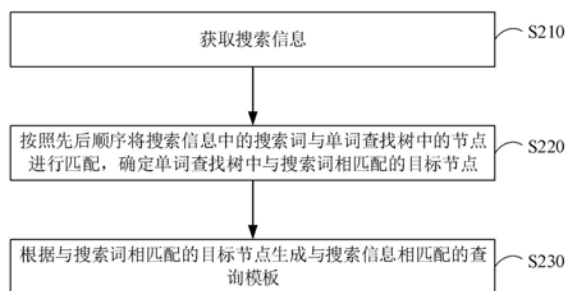 获取搜索信息
S210
按照先后顺序将搜索信息中的搜索词与单词查找树中的节点
进行匹配，确定单词查找树中与搜索词相匹配的目标节点
S220
根据与搜索词相匹配的目标节点生成与搜索信息相匹配的查
询模板
S230